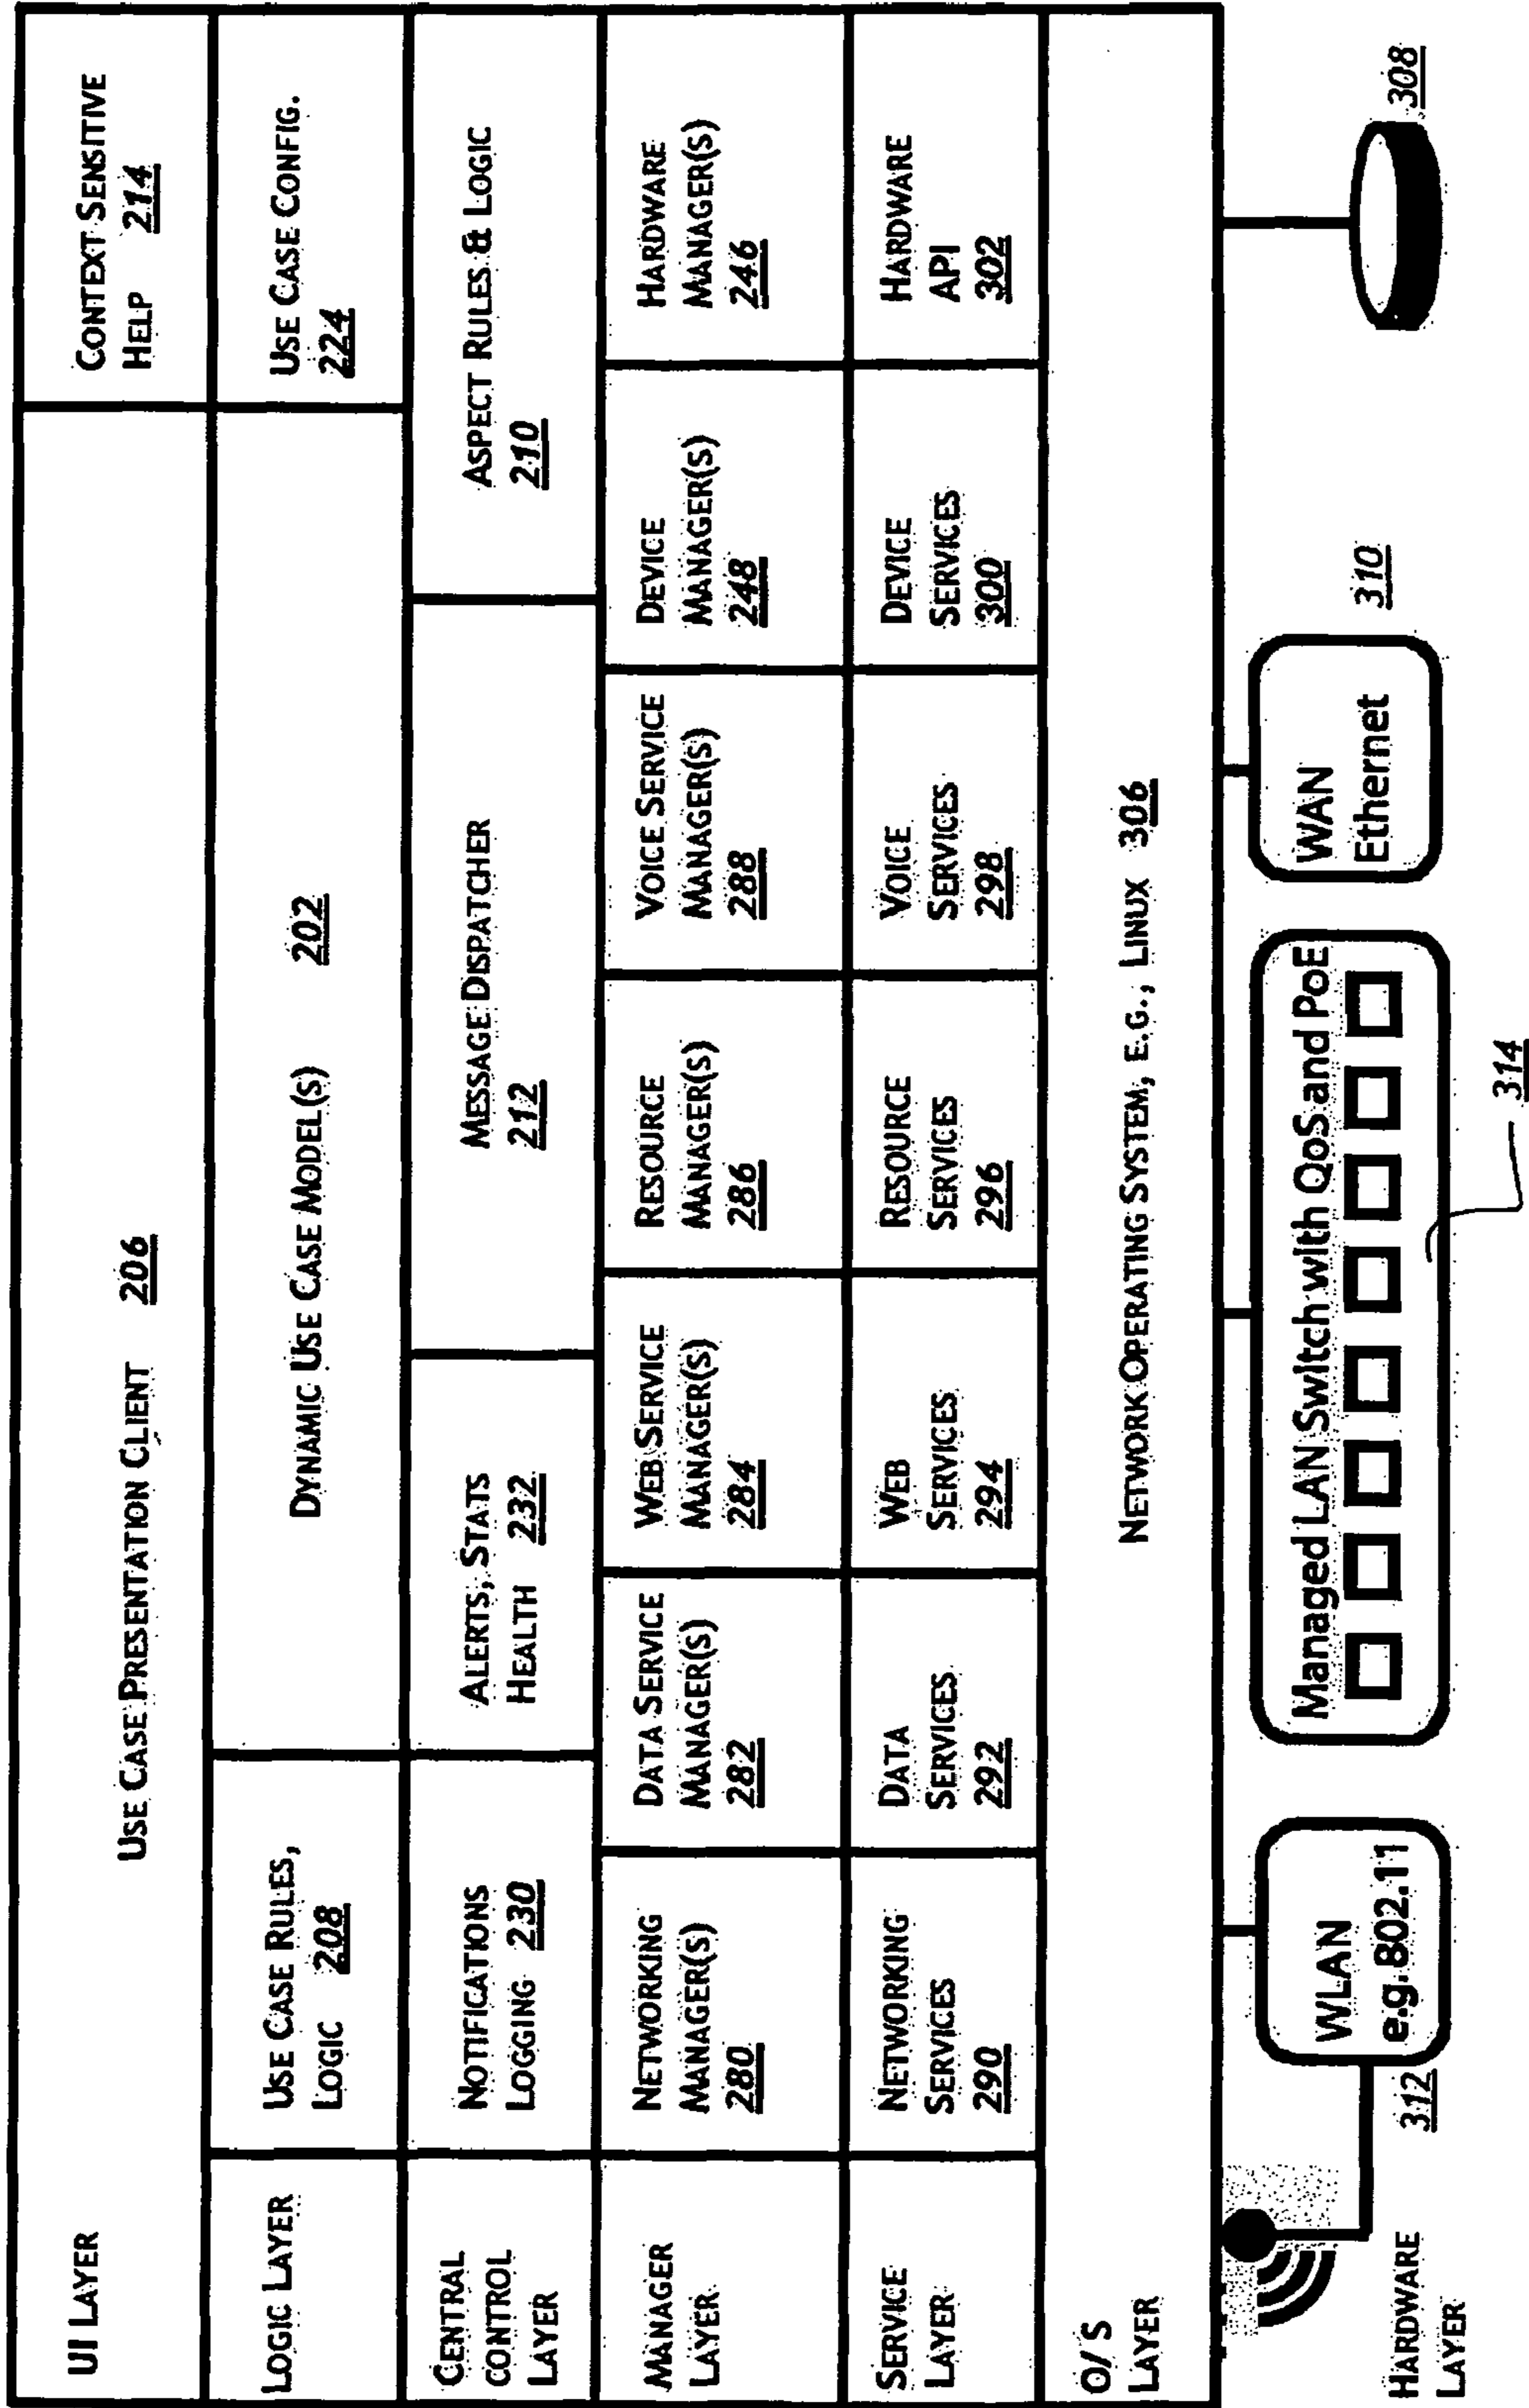 UI LAYER
USE CASE PRESENTATION CLIENT 206
CONTEXT SENSITIVE
HELP 214
LOGIC LAYER
USE CASE RULES,
LOGIC 208
DYNAMIC USE CASE MODEL(S) 202
USE CASE CONFIG.
224
CENTRAL
CONTROL
LAYER
NOTIFICATIONS
LOGGING 230
ALERTS, STATS
HEALTH 232
MESSAGE DISPATCHER
212
ASPECT RULES & LOGIC
210
MANAGER
LAYER
NETWORKING
MANAGER(S)
280
DATA SERVICE
MANAGER(S)
282
WEB SERVICE
MANAGER(S)
284
RESOURCE
MANAGER(S)
286
VOICE SERVICE
MANAGER(S)
288
DEVICE
MANAGER(S)
248
HARDWARE
MANAGER(S)
246
SERVICE
LAYER
NETWORKING
SERVICES
290
DATA
SERVICES
292
WEB
SERVICES
294
RESOURCE
SERVICES
296
VOICE
SERVICES
298
DEVICE
SERVICES
300
HARDWARE
API
302
O/S
LAYER
NETWORK OPERATING SYSTEM, E.G., LINUX 306
HARDWARE
LAYER
312
WLAN
e.g.802.11
Managed LAN Switch with QoS and PoE
314
WAN
Ethernet
310
308